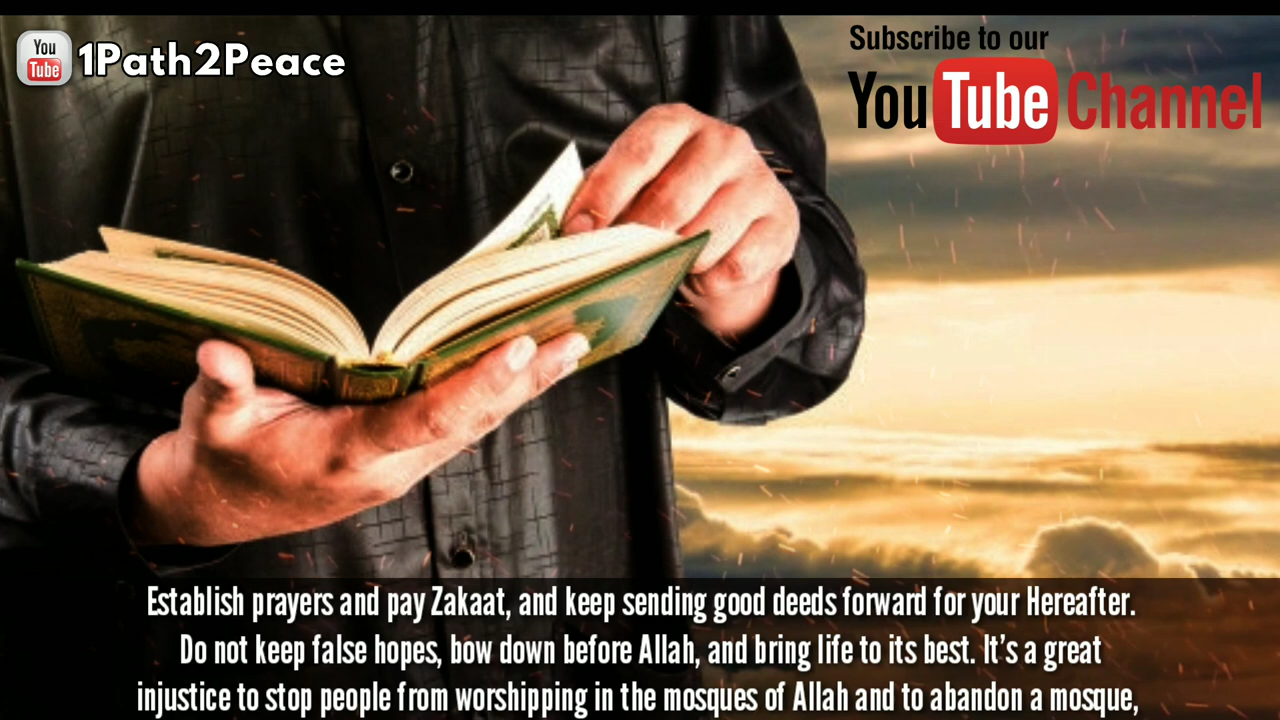 You
Tube
1Path2Peace
Subscribe to our
YouTube Channel
Establish prayers and pay Zakaat, and keep sending good deeds forward for your Hereafter.
Do not keep false hopes, bow down before Allah, and bring life to its best. It’s a great
injustice to stop people from worshipping in the mosques of Allah and to abandon a mosque,